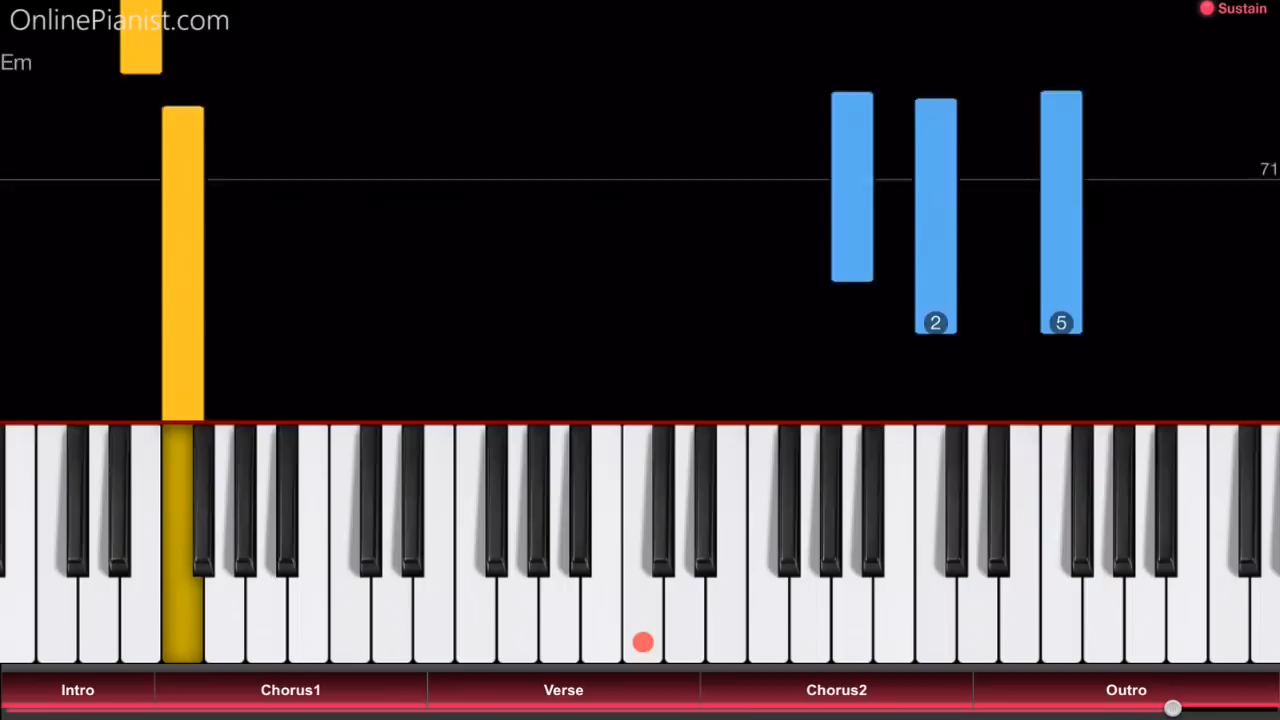 OnlinePianist.com
Sustain
Em
71
2
5
Intro
Chorus1
Verse
Chorus2
Outro